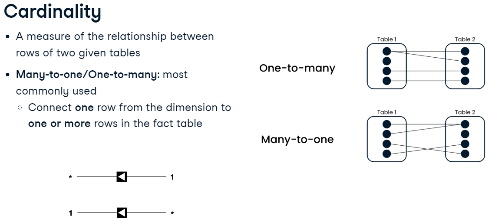 Cardinality
• A measure of the relationship between
rows of two given tables
• Many-to-one/One-to-many: most
commonly used
○ Connect one row from the dimension to
one or more rows in the fact table
* 1
1 *
One-to-many
Table 1 Table 2
Many-to-one
Table 1 Table 2